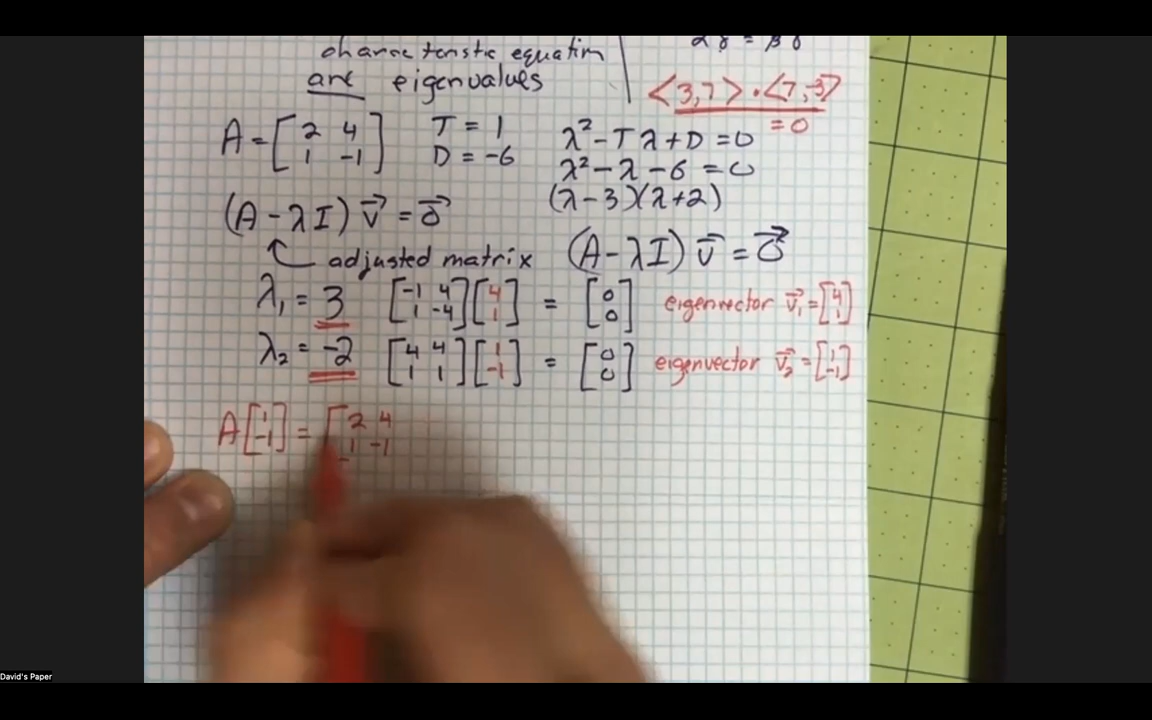 characteristic equation
are eigenvalues
αγ = βγ
<3,7> · <7,-3>
= 0
A = [2 4; 1 -1] T = 1 D = -6
λ² - Tλ + D = 0
λ² - λ - 6 = 0
(λ - 3)(λ + 2)
(A - λI) v⃗ = 0⃗
adjusted matrix
(A - λI) v⃗ = 0⃗
λ₁ = 3 [-1 4; 1 -4][4; 1] = [0; 0] eigenvector v⃗₁ = [4; 1]
λ₂ = -2 [4 4; 1 1][1; -1] = [0; 0] eigenvector v⃗₂ = [1; -1]
A[1; -1] = [2 4; 1 -1
David's Paper